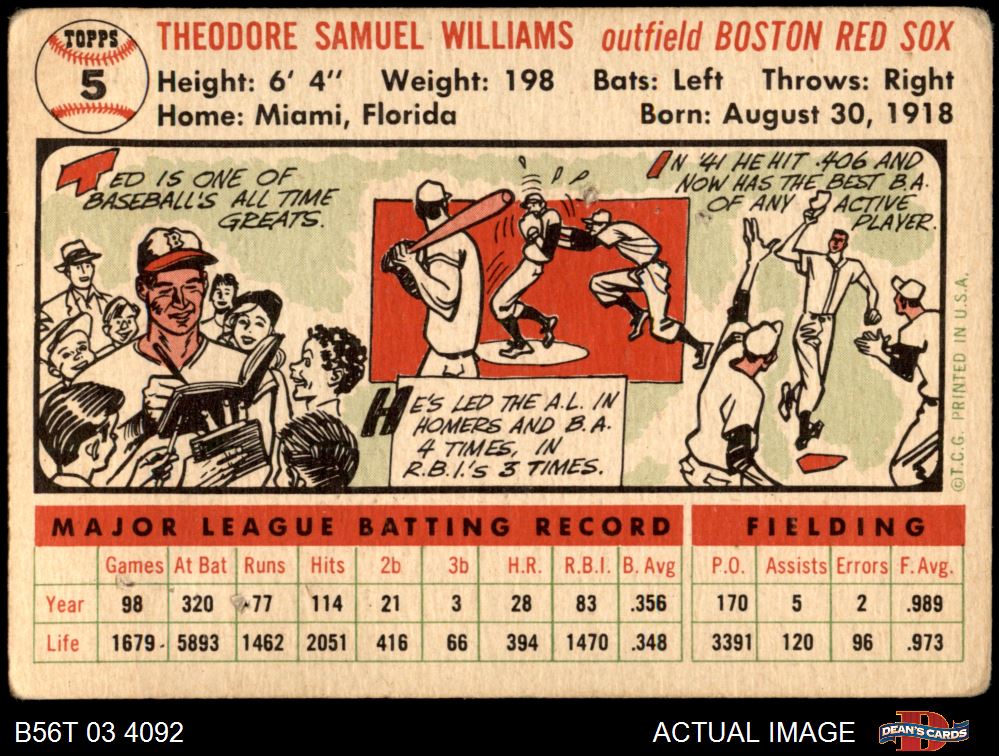 TOPPS
5
THEODORE SAMUEL WILLIAMS outfield BOSTON RED SOX
Height: 6' 4" Weight: 198 Bats: Left Throws: Right
Home: Miami, Florida Born: August 30, 1918
TED IS ONE OF
BASEBALL'S ALL TIME
GREATS.
B
HE'S LED THE A.L. IN
HOMERS AND B.A.
4 TIMES, IN
R.B.I.'S 3 TIMES.
IN '41 HE HIT .406 AND
NOW HAS THE BEST B.A.
OF ANY ACTIVE
PLAYER.
©T.C.G. PRINTED IN U.S.A.
MAJOR LEAGUE BATTING RECORD FIELDING
Games At Bat Runs Hits 2b 3b H.R. R.B.I. B. Avg P.O. Assists Errors F. Avg.
Year 98 320 77 114 21 3 28 83 .356 170 5 2 .989
Life 1679 5893 1462 2051 416 66 394 1470 .348 3391 120 96 .973
B56T 03 4092 ACTUAL IMAGE DEAN'S CARDS